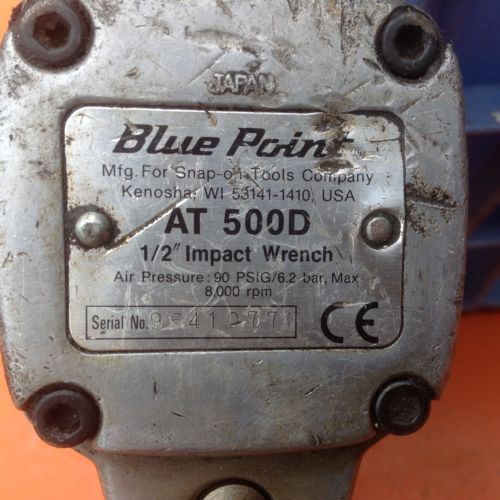 JAPAN
Blue Point®
Mfg. For Snap-on Tools Company
Kenosha, WI 53141-1410, USA
AT 500D
1/2" Impact Wrench
Air Pressure: 90 PSIG/6.2 bar, Max
8,000 rpm
Serial No.
CE